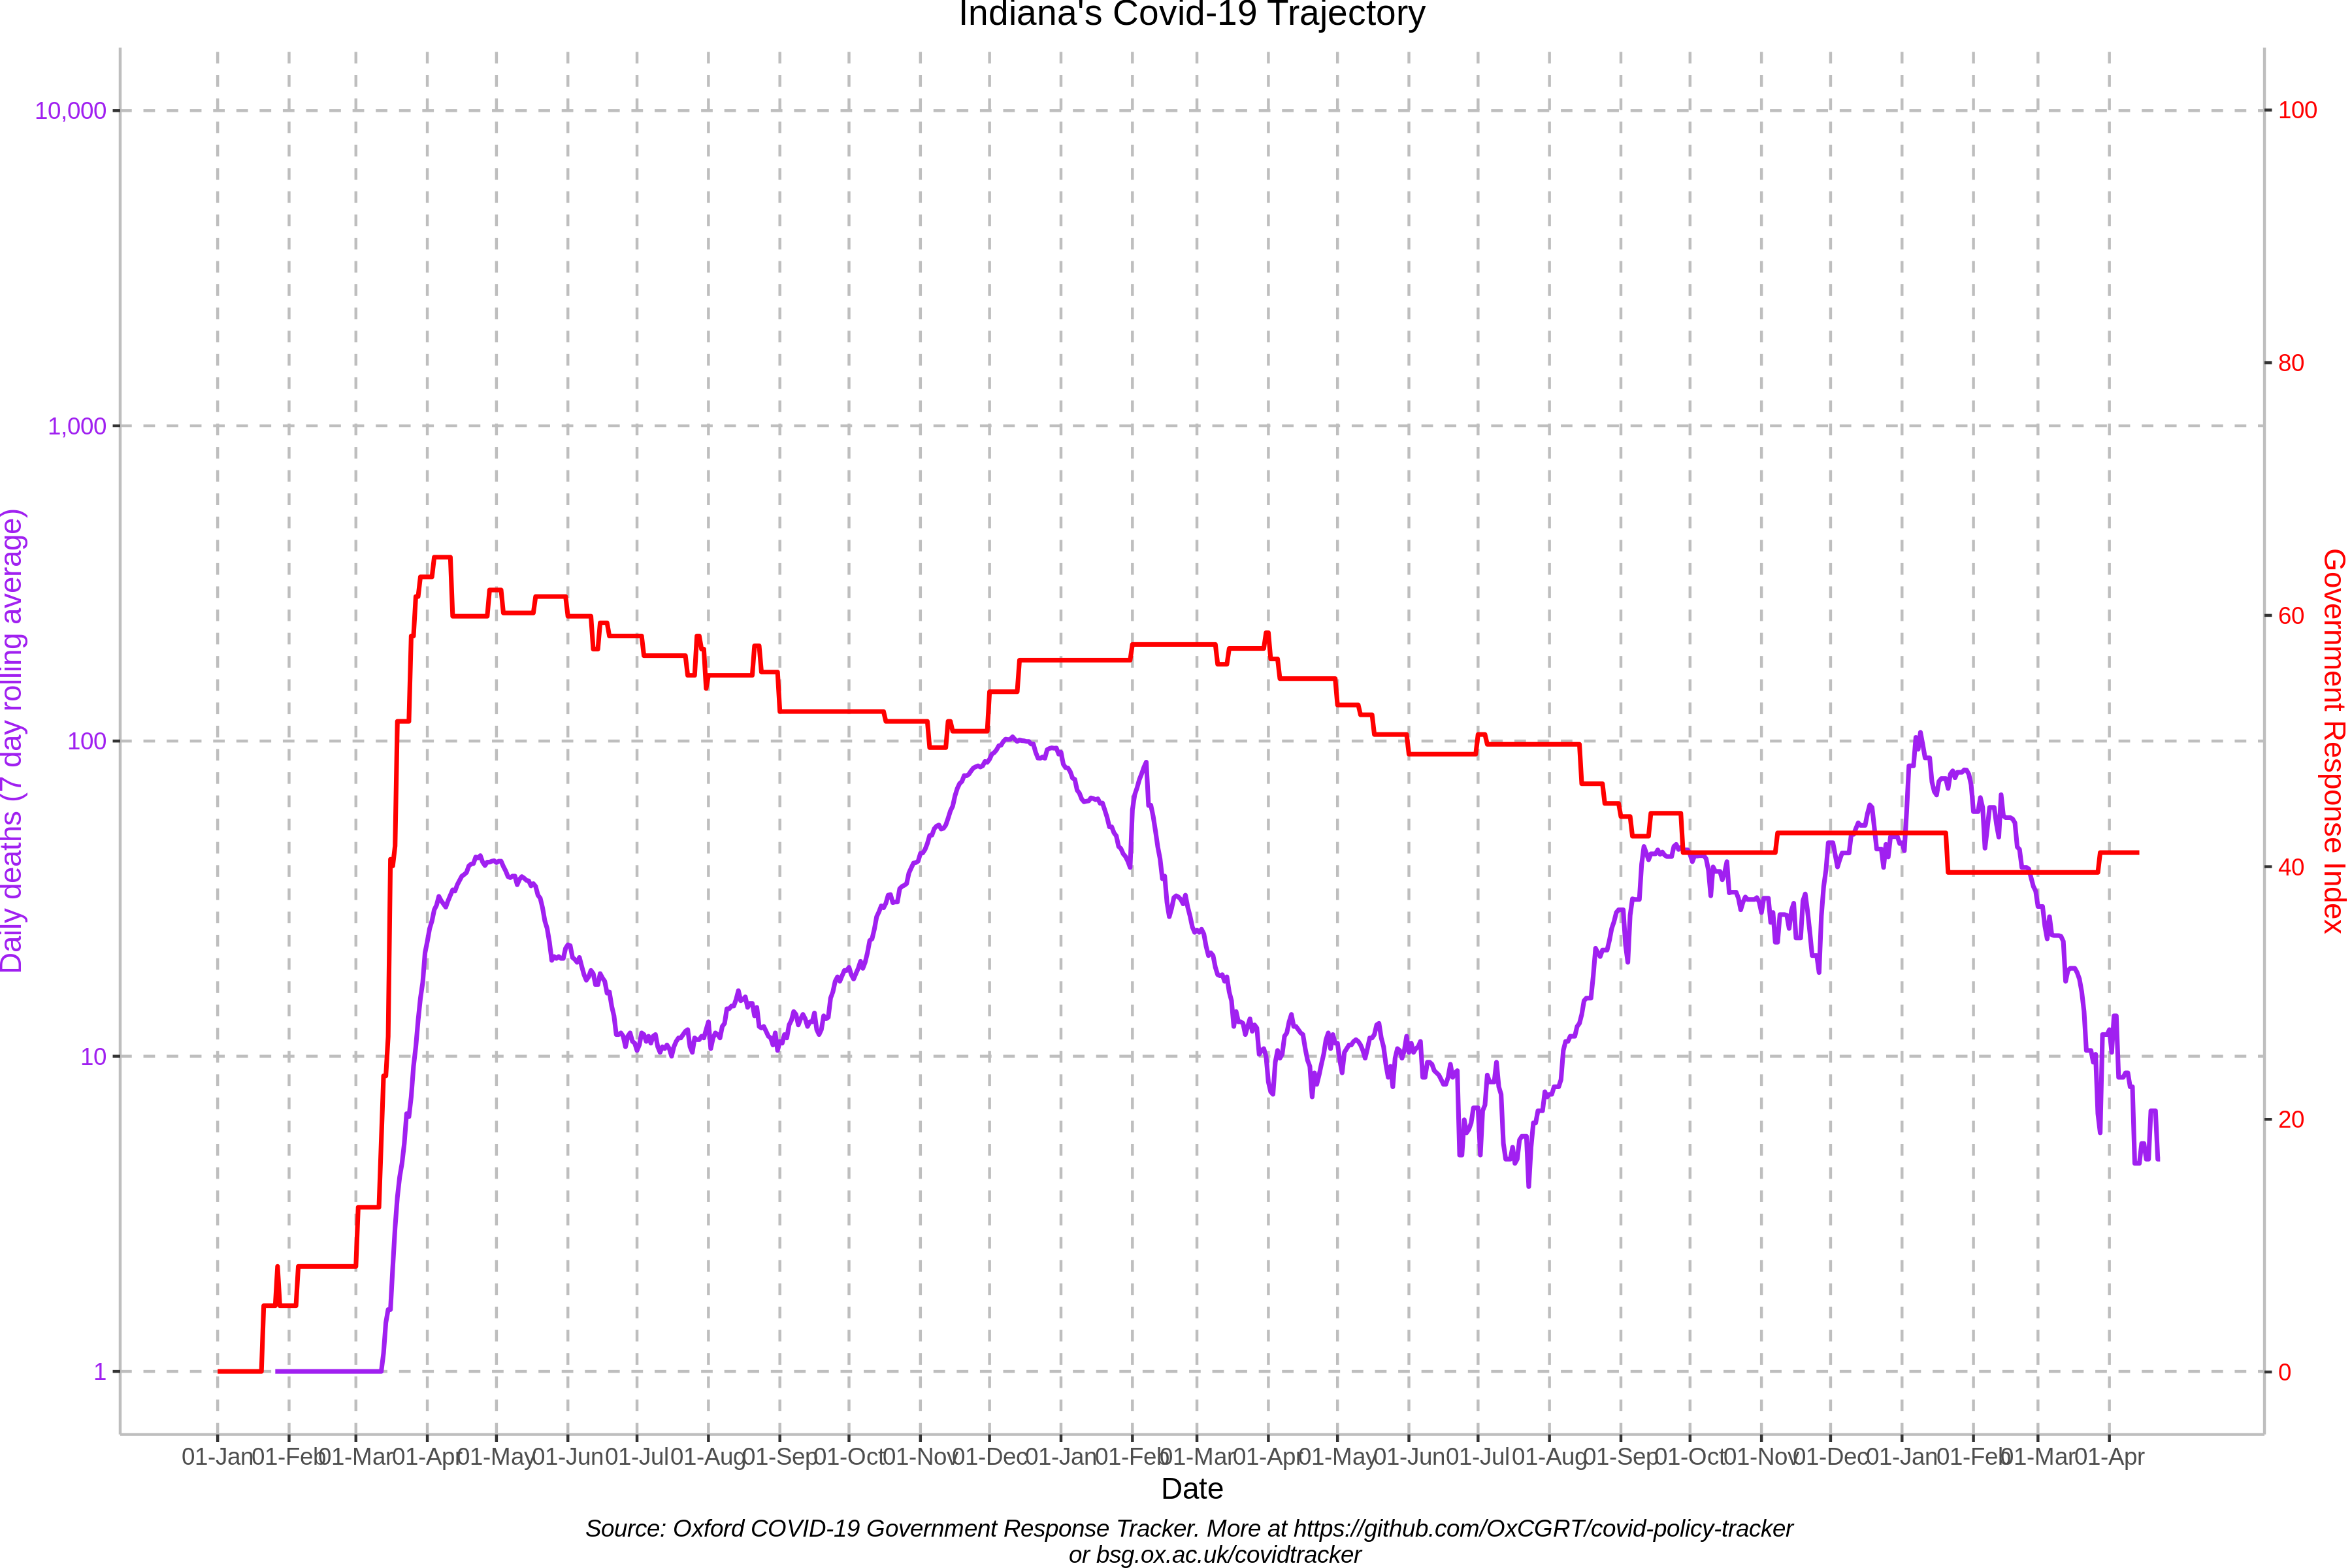 Indiana's Covid-19 Trajectory
10,000
1,000
100
10
1
Daily deaths (7 day rolling average)
100
80
60
40
20
0
Government Response Index
01-Jan 01-Feb 01-Mar 01-Apr 01-May 01-Jun 01-Jul 01-Aug 01-Sep 01-Oct 01-Nov 01-Dec 01-Jan 01-Feb 01-Mar 01-Apr 01-May 01-Jun 01-Jul 01-Aug 01-Sep 01-Oct 01-Nov 01-Dec 01-Jan 01-Feb 01-Mar 01-Apr
Date
Source: Oxford COVID-19 Government Response Tracker. More at https://github.com/OxCGRT/covid-policy-tracker
or bsg.ox.ac.uk/covidtracker